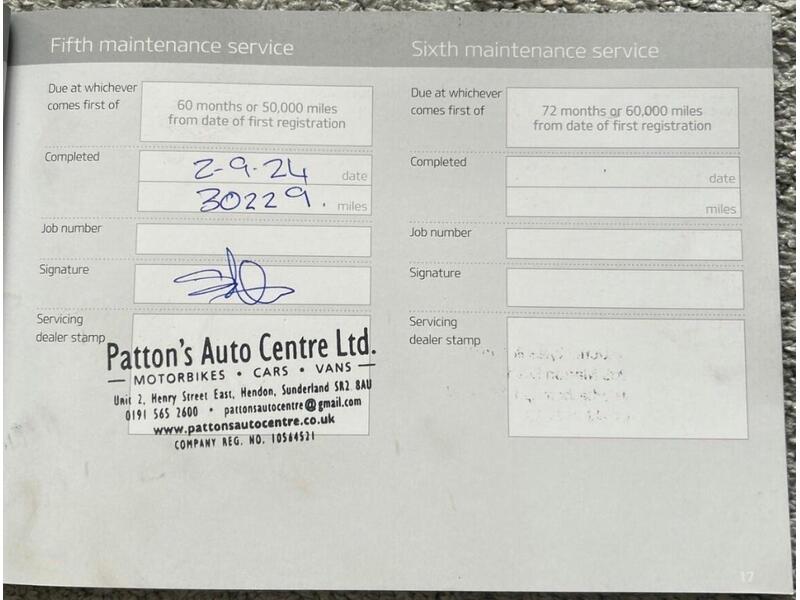 Fifth maintenance service
Due at whichever
comes first of
60 months or 50,000 miles
from date of first registration
Completed
2-9-24 date
30229. miles
Job number
Signature
Servicing
dealer stamp
Patton's Auto Centre Ltd.
MOTORBIKES • CARS • VANS
Unit 2, Henry Street East, Hendon, Sunderland SR2 8AU
0191 565 2600 • pattonsautocentre@gmail.com
www.pattonsautocentre.co.uk
COMPANY REG. NO. 10564521
Sixth maintenance service
Due at whichever
comes first of
72 months or 60,000 miles
from date of first registration
Completed
date
miles
Job number
Signature
Servicing
dealer stamp
17